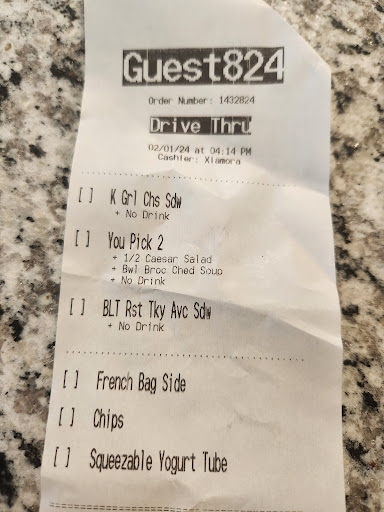 Guest824
Order Number: 1432824
Drive Thru
02/01/24 at 04:14 PM
Cashier: Xiamora
[ ] K Grl Chs Sdw
+ No Drink
[ ] You Pick 2
+ 1/2 Caesar Salad
+ Bwl Broc Ched Soup
+ No Drink
[ ] BLT Rst Tky Avc Sdw
+ No Drink
[ ] French Bag Side
[ ] Chips
[ ] Squeezable Yogurt Tube